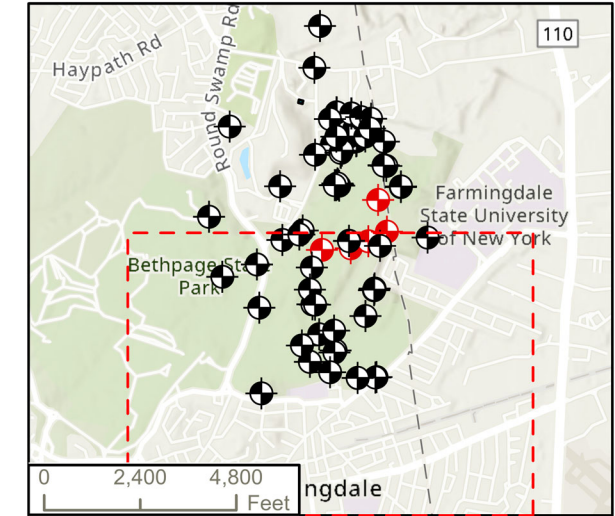 110
Haypath Rd
Round Swamp Rd
Farmingdale
State University
of New York
Bethpage State
Park
0 2,400 4,800
Feet
ngdale